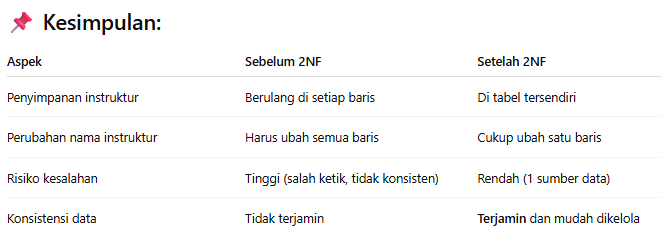 📌 Kesimpulan:
Aspek Sebelum 2NF Setelah 2NF
Penyimpanan instruktur Berulang di setiap baris Di tabel tersendiri
Perubahan nama instruktur Harus ubah semua baris Cukup ubah satu baris
Risiko kesalahan Tinggi (salah ketik, tidak konsisten) Rendah (1 sumber data)
Konsistensi data Tidak terjamin Terjamin dan mudah dikelola